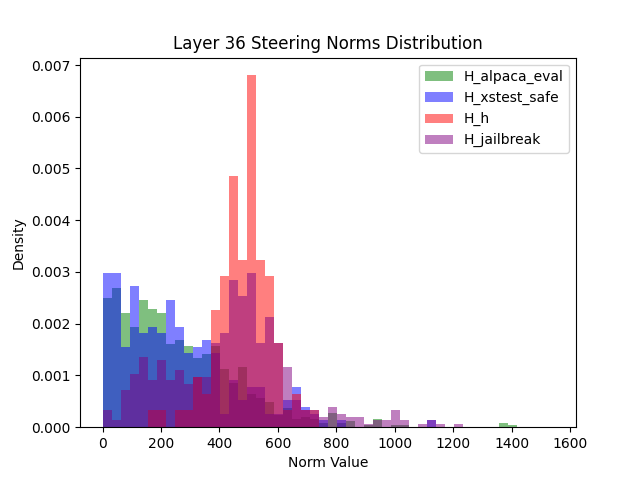 Layer 36 Steering Norms Distribution
H_alpaca_eval
H_xstest_safe
H_h
H_jailbreak
0.007
0.006
0.005
0.004
0.003
0.002
0.001
0.000
Density
0 200 400 600 800 1000 1200 1400 1600
Norm Value